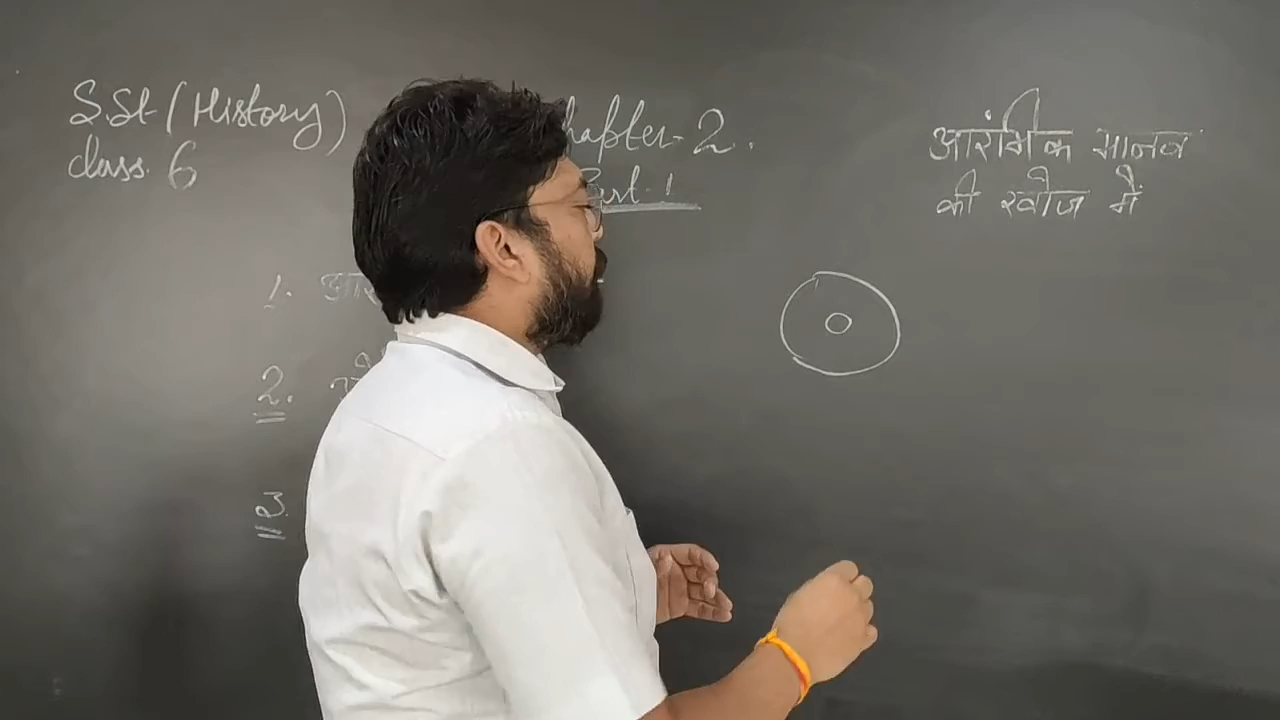 S.St (History)
Class. 6
Chapter-2.
Part-1
आरंभिक मानव
की खोज में
1.
2.
3.